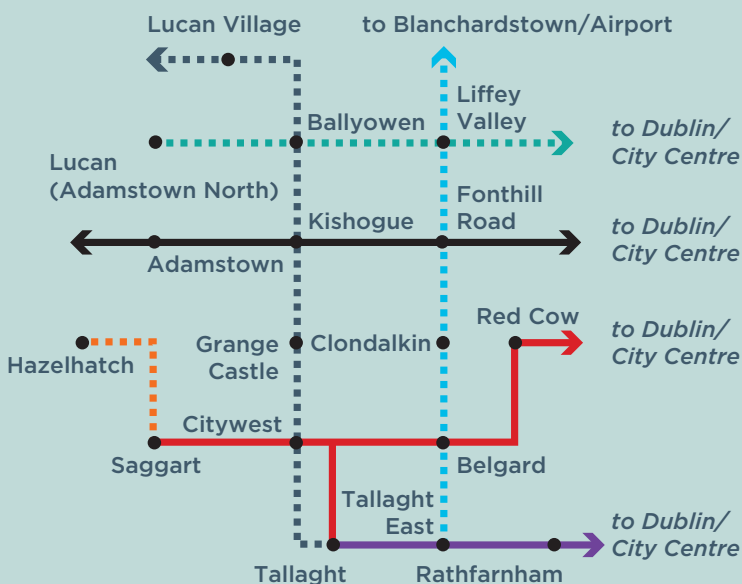 Lucan Village
to Blanchardstown/Airport
Ballyowen
Liffey
Valley
to Dublin/
City Centre
Lucan
(Adamstown North)
Kishogue
Fonthill
Road
to Dublin/
City Centre
Adamstown
Red Cow
to Dublin/
City Centre
Hazelhatch
Grange
Castle
Clondalkin
Citywest
Saggart
Belgard
Tallaght
East
to Dublin/
City Centre
Tallaght
Rathfarnham